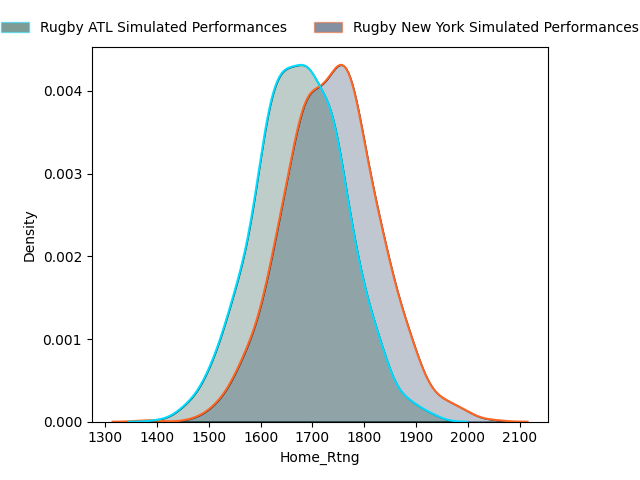 Rugby ATL Simulated Performances Rugby New York Simulated Performances
0.004
0.003
0.002
0.001
0.000
Density
1300 1400 1500 1600 1700 1800 1900 2000 2100
Home_Rtng